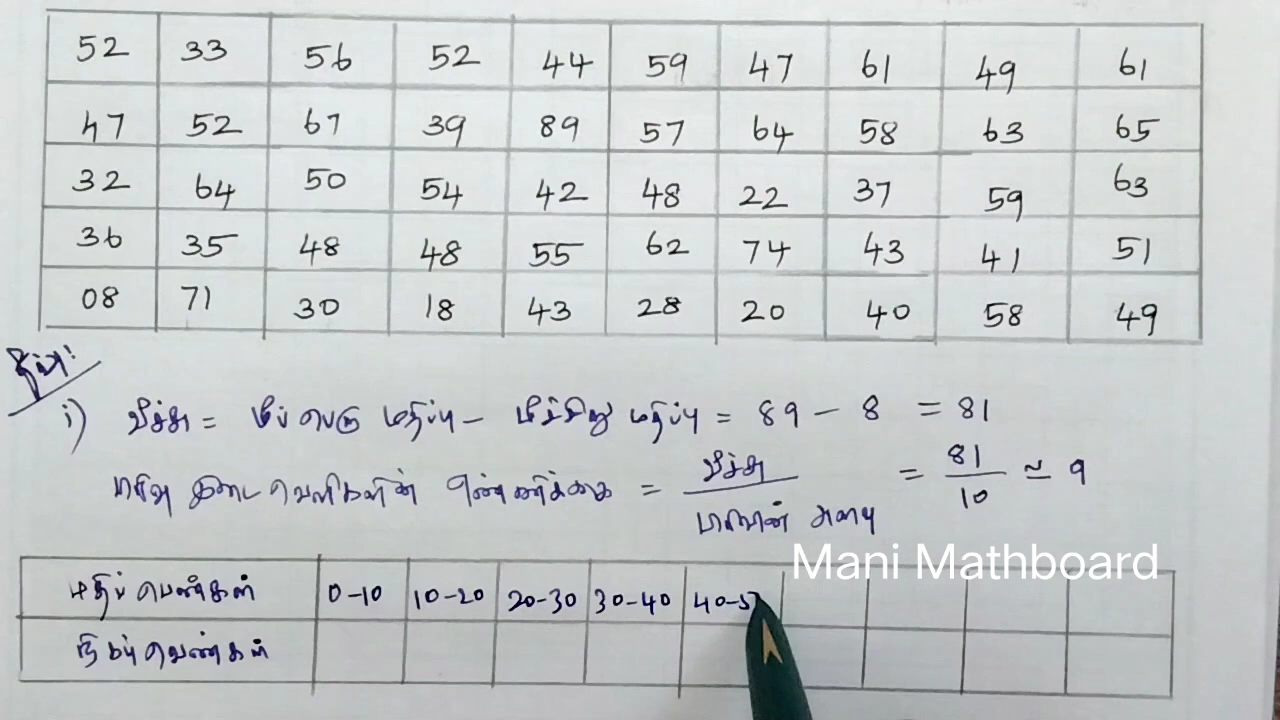 52 33 56 52 44 59 47 61 49 61
47 52 67 39 89 57 64 58 63 65
32 64 50 54 42 48 22 37 59 63
36 35 48 48 55 62 74 43 41 51
08 71 30 18 43 28 20 40 58 49
தீர்வு:
i) வீச்சு = மீப்பெரு மதிப்பு - மீச்சிறு மதிப்பு = 89 - 8 = 81
பிரிவு இடைவெளிகளின் எண்ணிக்கை = வீச்சு / பிரிவின் அளவு = 81 / 10 ≃ 9
Mani Mathboard
மதிப்பெண்கள் 0-10 10-20 20-30 30-40 40-5
நிகழ்வெண்கள்